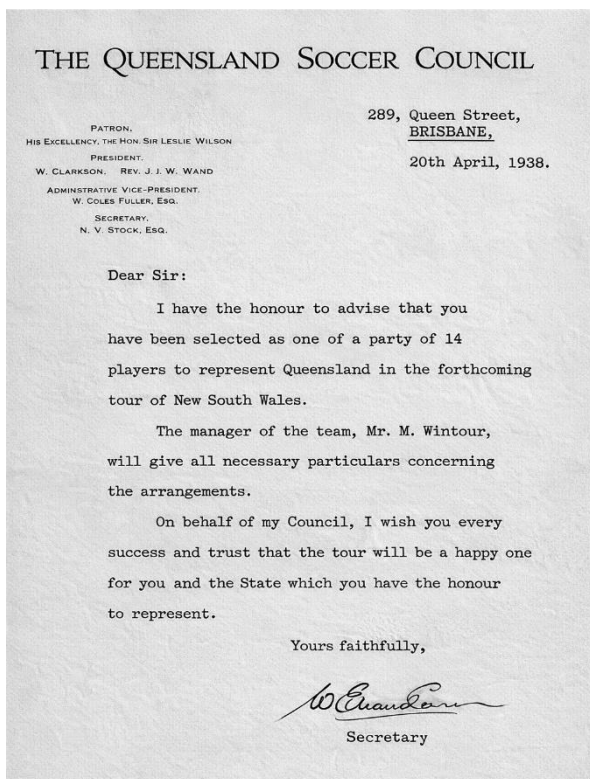 THE QUEENSLAND SOCCER COUNCIL
PATRON,
HIS EXCELLENCY, THE HON. SIR LESLIE WILSON
PRESIDENT.
W. CLARKSON. REV. J. J. W. WAND
ADMINSTRATIVE VICE-PRESIDENT.
W. COLES FULLER, ESQ.
SECRETARY.
N. V. STOCK, ESQ.
289, Queen Street,
BRISBANE,
20th April, 1938.
Dear Sir:
I have the honour to advise that you
have been selected as one of a party of 14
players to represent Queensland in the forthcoming
tour of New South Wales.
The manager of the team, Mr. M. Wintour,
will give all necessary particulars concerning
the arrangements.
On behalf of my Council, I wish you every
success and trust that the tour will be a happy one
for you and the State which you have the honour
to represent.
Yours faithfully,
Secretary